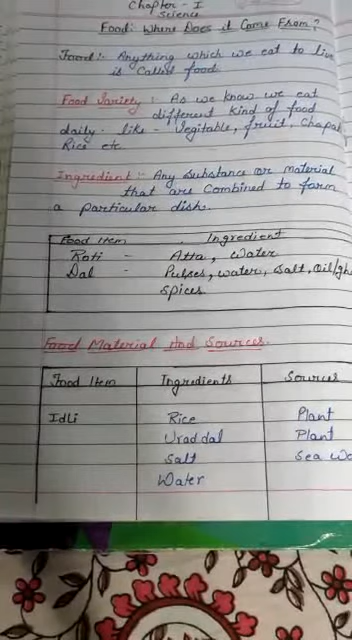 Chapter - I
Science
Food: Where Does it Come From?
Food:- Anything which we eat to live
is Called food.
Food Variety : As we know we eat
different kind of food
daily. like - Vegitable, fruit, Chapati
Rice etc
Ingredient :- Any Substance or material
that are Combined to form
a particular dish.
Food Item Ingredient
Roti - Atta, Water
Dal - Pulses, water, Salt, Oil/ghee
Spices.
Food Material And Sources.
Food Item Ingredients Sources
Idli Rice Plant
Urad dal Plant
Salt Sea
Water